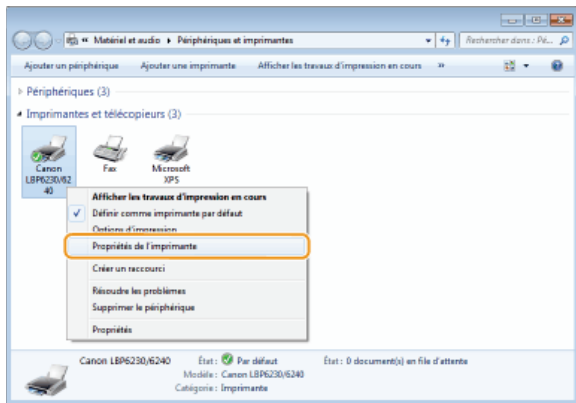 « Matériel et audio ▸ Périphériques et imprimantes
Rechercher dans : Pé...
Ajouter un périphérique Ajouter une imprimante Afficher les travaux d'impression en cours »
Périphériques (3)
Imprimantes et télécopieurs (3)
Canon LBP6230/62
40
Fax
Microsoft
XPS
Afficher les travaux d'impression en cours
Définir comme imprimante par défaut
Options d'impression
Propriétés de l'imprimante
Créer un raccourci
Résoudre les problèmes
Supprimer le périphérique
Propriétés
Canon LBP6230/6240 État : Par défaut État : 0 document(s) en file d'attente
Modèle : Canon LBP6230/6240
Catégorie : Imprimante